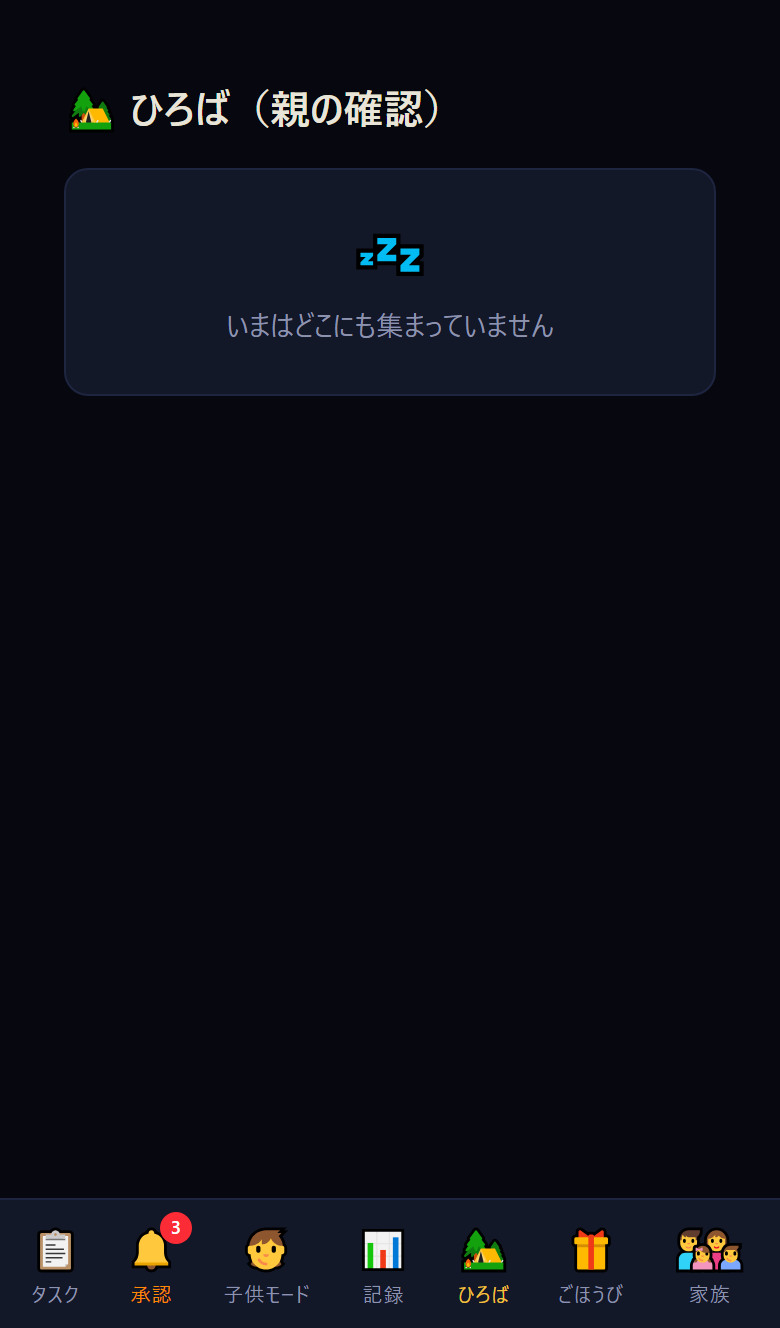 ひろば（親の確認）
いまはどこにも集まっていません
3
タスク
承認
子供モード
記録
ひろば
ごほうび
家族